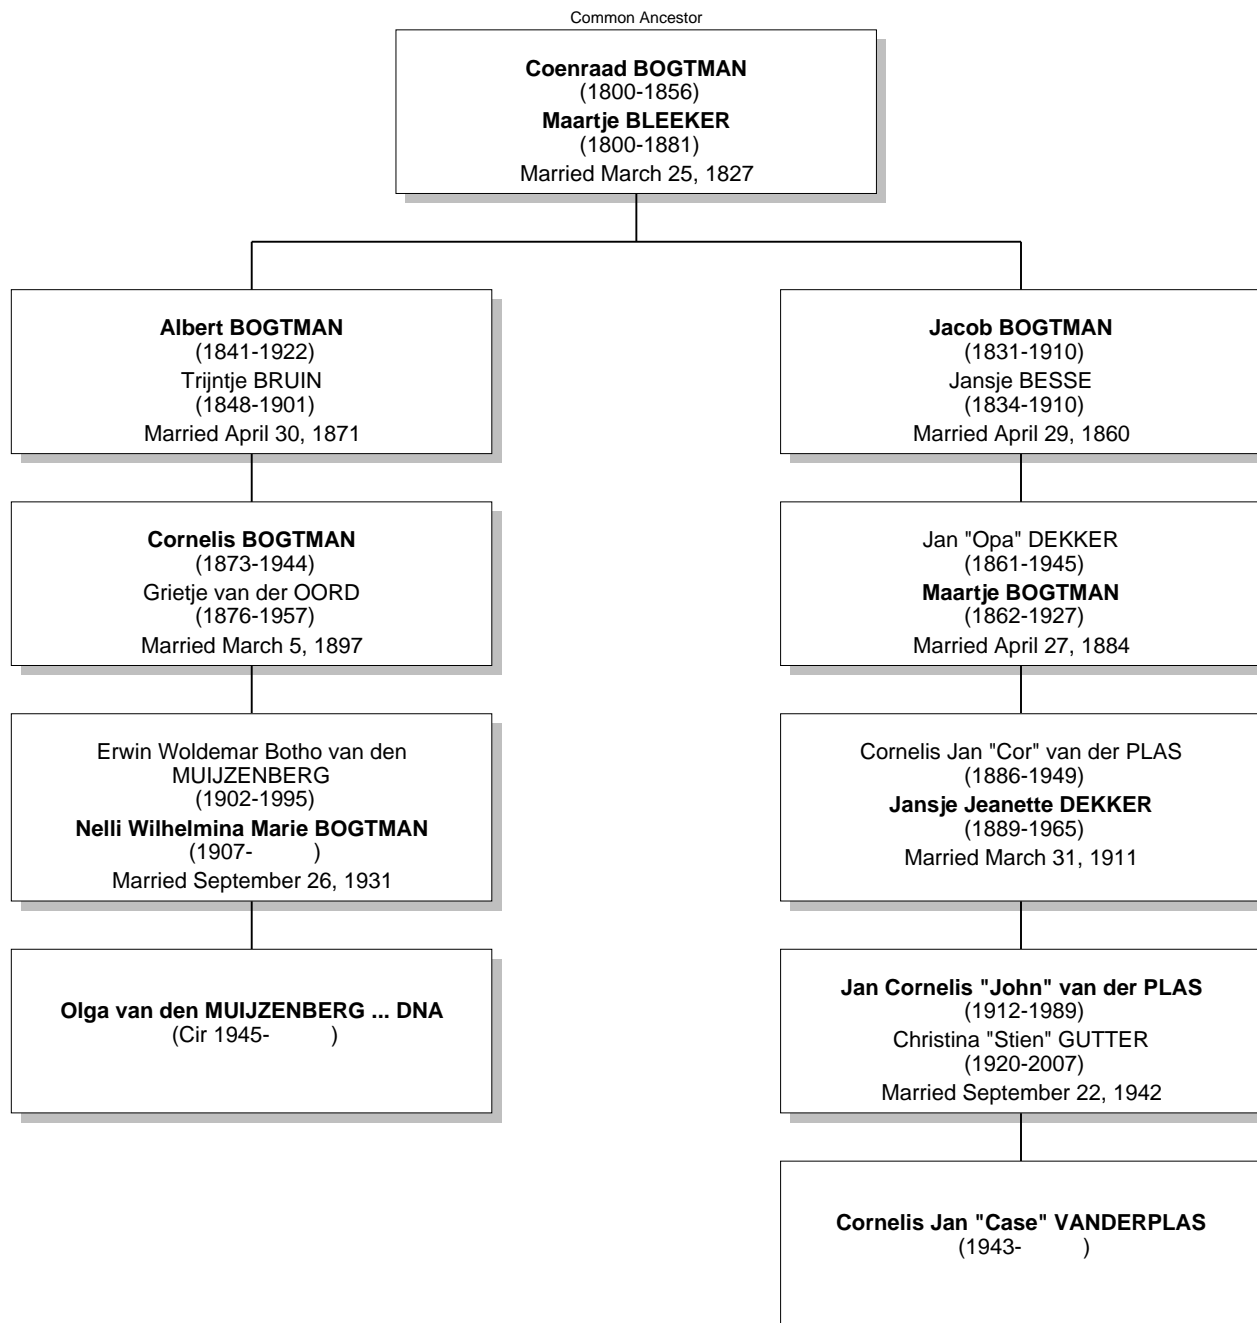 Common Ancestor
Coenraad BOGTMAN
(1800-1856)
Maartje BLEEKER
(1800-1881)
Married March 25, 1827
Albert BOGTMAN
(1841-1922)
Trijntje BRUIN
(1848-1901)
Married April 30, 1871
Jacob BOGTMAN
(1831-1910)
Jansje BESSE
(1834-1910)
Married April 29, 1860
Cornelis BOGTMAN
(1873-1944)
Grietje van der OORD
(1876-1957)
Married March 5, 1897
Jan "Opa" DEKKER
(1861-1945)
Maartje BOGTMAN
(1862-1927)
Married April 27, 1884
Erwin Woldemar Botho van den
MUIJZENBERG
(1902-1995)
Nelli Wilhelmina Marie BOGTMAN
(1907-          )
Married September 26, 1931
Cornelis Jan "Cor" van der PLAS
(1886-1949)
Jansje Jeanette DEKKER
(1889-1965)
Married March 31, 1911
Olga van den MUIJZENBERG ... DNA
(Cir 1945-          )
Jan Cornelis "John" van der PLAS
(1912-1989)
Christina "Stien" GUTTER
(1920-2007)
Married September 22, 1942
Cornelis Jan "Case" VANDERPLAS
(1943-          )